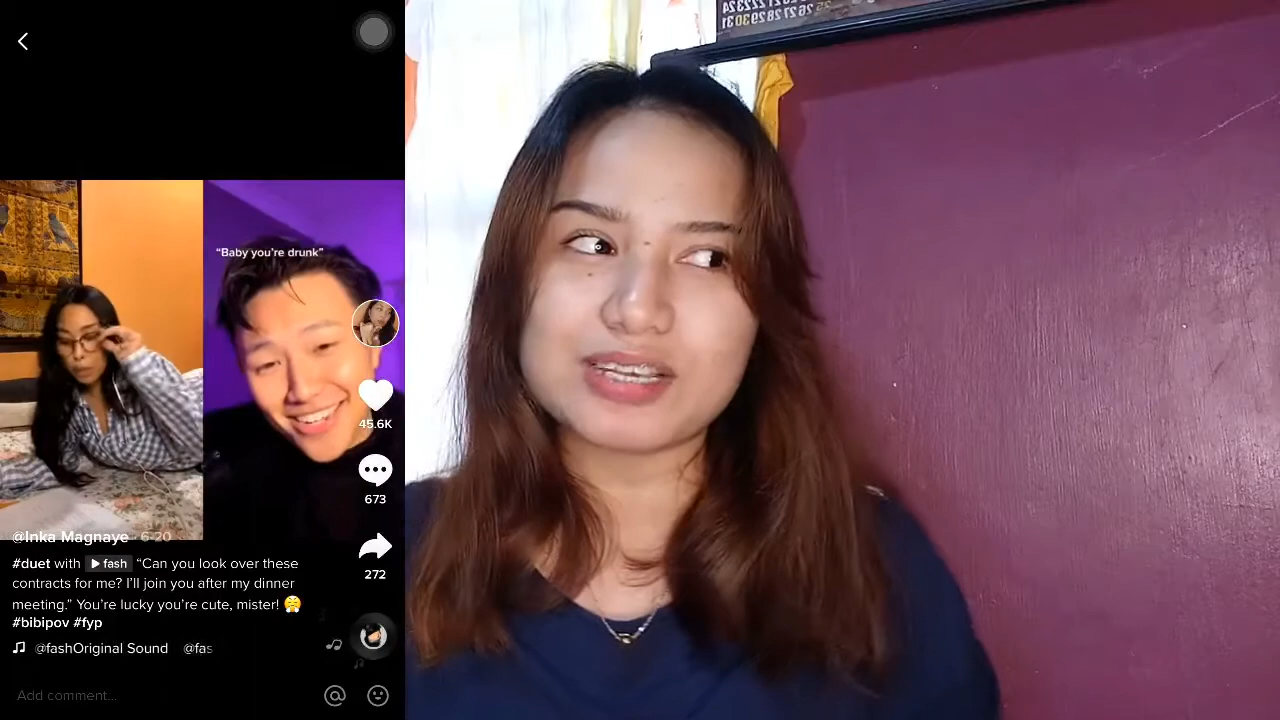 “Baby you’re drunk”
45.6K
673
272
@Inka Magnaye · 6-20
#duet with ▶ fash “Can you look over these
contracts for me? I’ll join you after my dinner
meeting.” You’re lucky you’re cute, mister! 😤
#bibipov #fyp
@fashOriginal Sound @fas
Add comment...